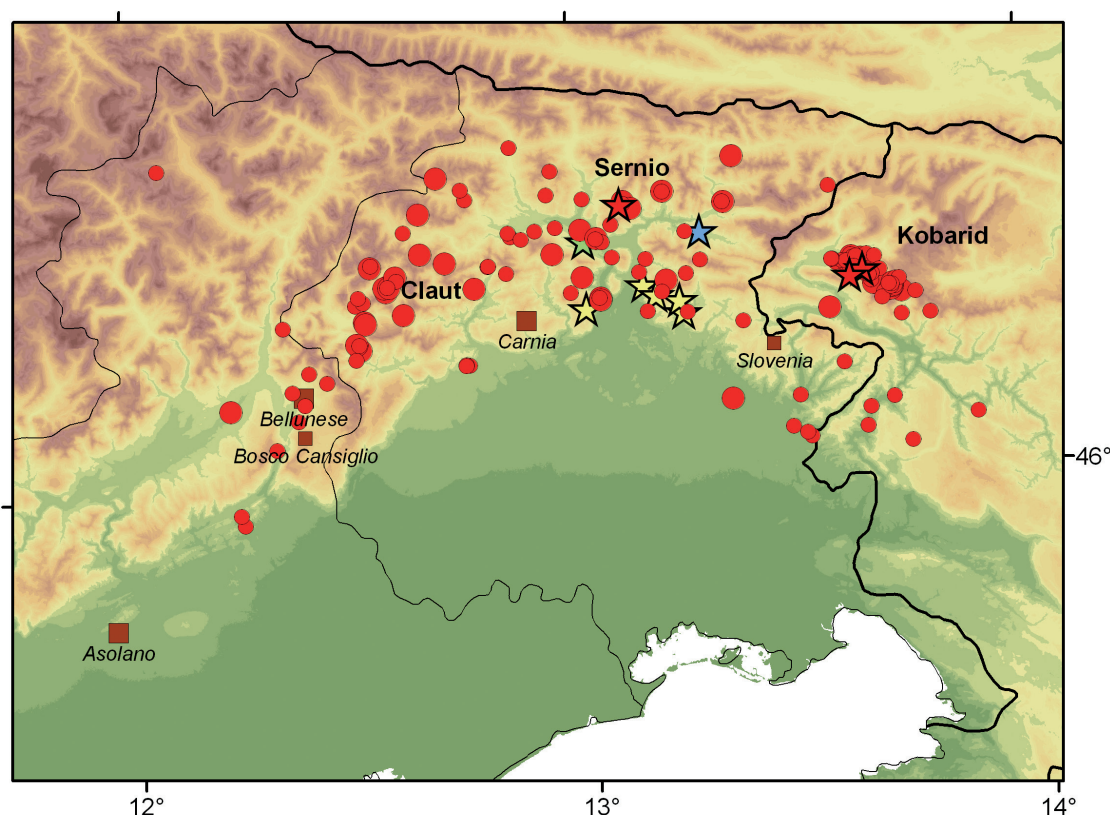 Sernio
Kobarid
Claut
Carnia
Slovenia
Bellunese
Bosco Cansiglio
46°
Asolano
12°
13°
14°